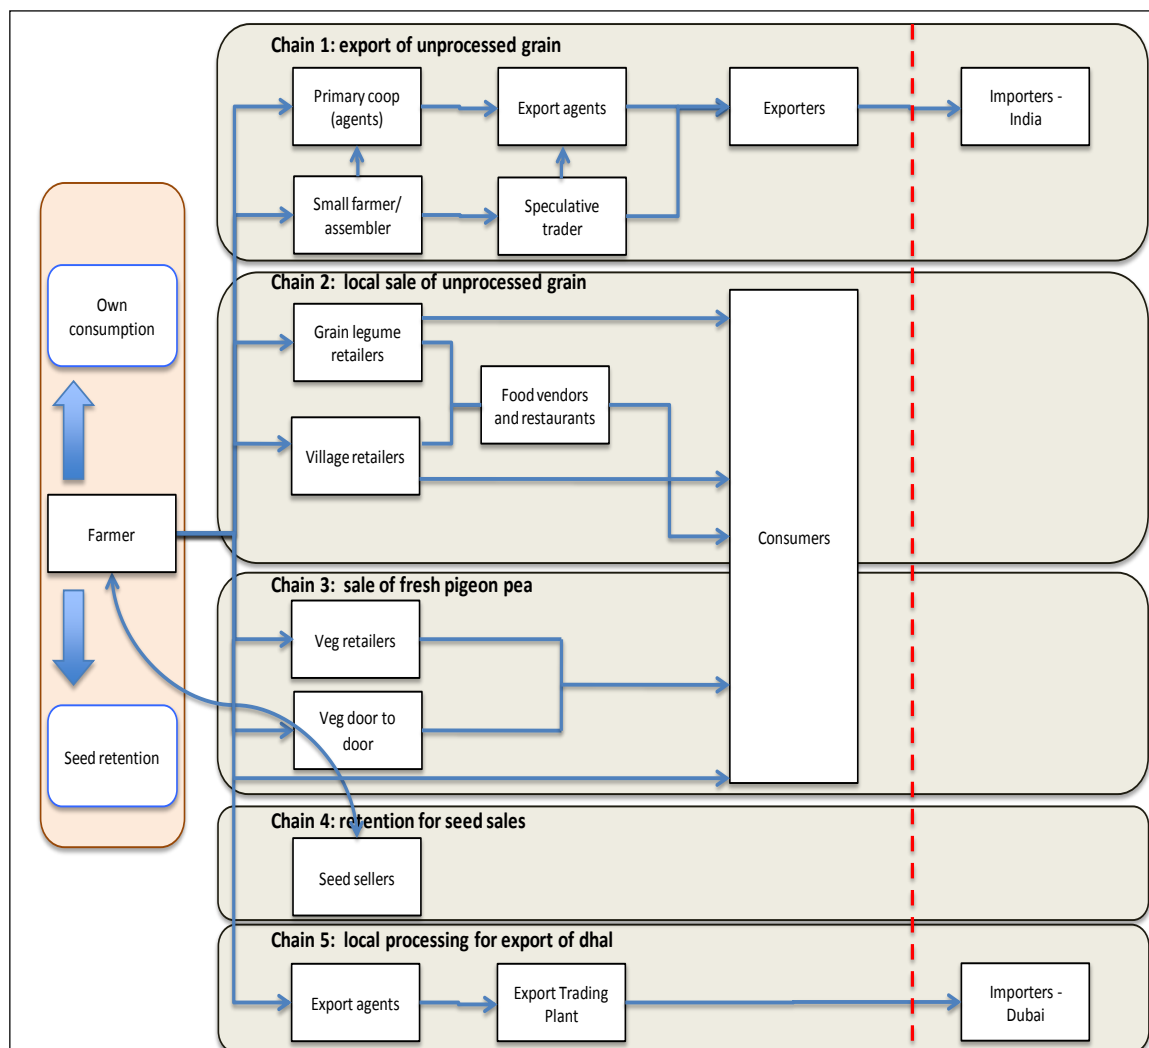 Chain 1: export of unprocessed grain
Primary coop
(agents)
Export agents
Exporters
Importers -
India
Small farmer/
assembler
Speculative
trader
Own
consumption
Farmer
Seed retention
Chain 2:  local sale of unprocessed grain
Grain legume
retailers
Food vendors
and restaurants
Village retailers
Consumers
Chain 3:  sale of fresh pigeon pea
Veg retailers
Veg door to
door
Chain 4: retention for seed sales
Seed sellers
Chain 5:  local processing for export of dhal
Export agents
Export Trading
Plant
Importers -
Dubai